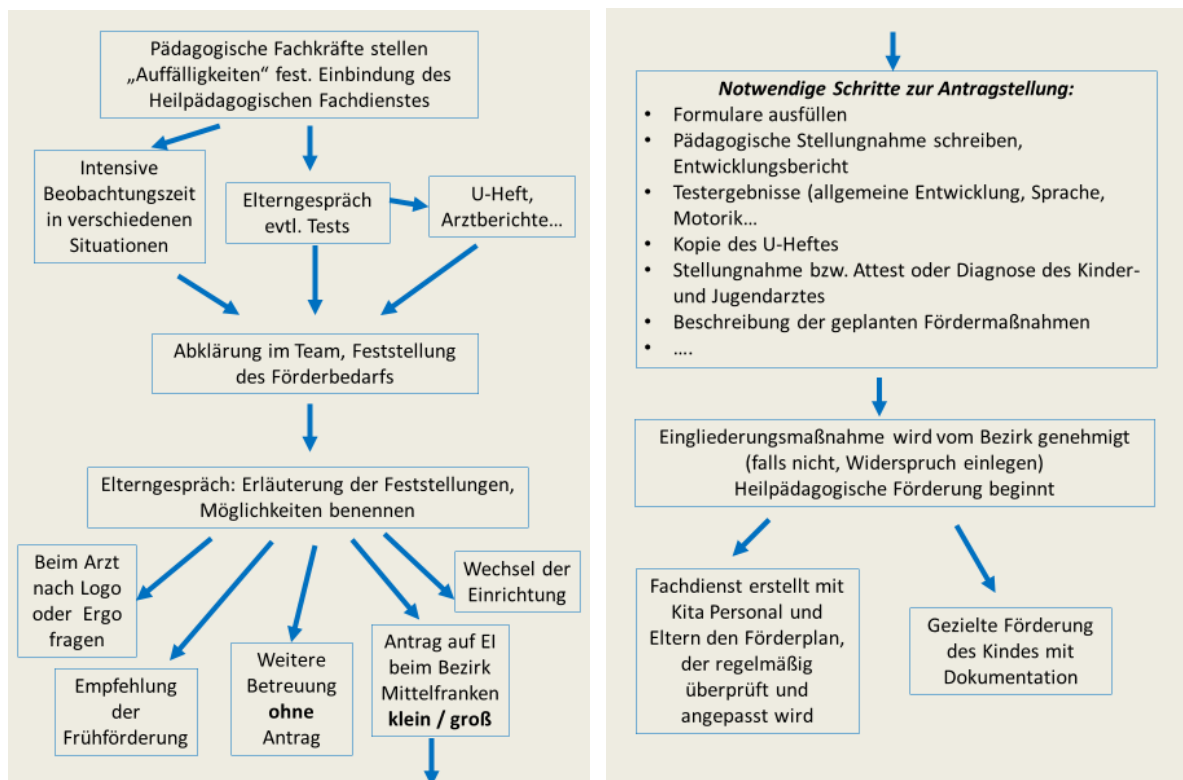 Pädagogische Fachkräfte stellen
„Auffälligkeiten“ fest. Einbindung des
Heilpädagogischen Fachdienstes
Intensive
Beobachtungszeit
in verschiedenen
Situationen
Elterngespräch
evtl. Tests
U-Heft,
Arztberichte...
Abklärung im Team, Feststellung
des Förderbedarfs
Elterngespräch: Erläuterung der Feststellungen,
Möglichkeiten benennen
Beim Arzt
nach Logo
oder Ergo
fragen
Empfehlung
der
Frühförderung
Weitere
Betreuung
ohne
Antrag
Antrag auf EI
beim Bezirk
Mittelfranken
klein / groß
Wechsel der
Einrichtung
Notwendige Schritte zur Antragstellung:
• Formulare ausfüllen
• Pädagogische Stellungnahme schreiben,
Entwicklungsbericht
• Testergebnisse (allgemeine Entwicklung, Sprache,
Motorik...
• Kopie des U-Heftes
• Stellungnahme bzw. Attest oder Diagnose des Kinder-
und Jugendarztes
• Beschreibung der geplanten Fördermaßnahmen
• ....
Eingliederungsmaßnahme wird vom Bezirk genehmigt
(falls nicht, Widerspruch einlegen)
Heilpädagogische Förderung beginnt
Fachdienst erstellt mit
Kita Personal und
Eltern den Förderplan,
der regelmäßig
überprüft und
angepasst wird
Gezielte Förderung
des Kindes mit
Dokumentation